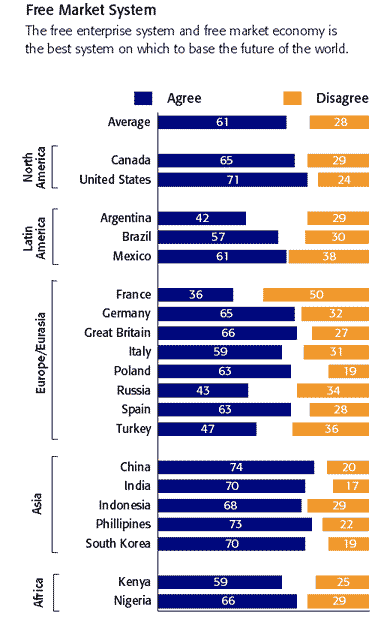 Free Market System
The free enterprise system and free market economy is
the best system on which to base the future of the world.
Agree Disagree
Average 61 28
North
America
Canada 65 29
United States 71 24
Latin
America
Argentina 42 29
Brazil 57 30
Mexico 61 38
Europe/Eurasia
France 36 50
Germany 65 32
Great Britain 66 27
Italy 59 31
Poland 63 19
Russia 43 34
Spain 63 28
Turkey 47 36
Asia
China 74 20
India 70 17
Indonesia 68 29
Phillipines 73 22
South Korea 70 19
Africa
Kenya 59 25
Nigeria 66 29